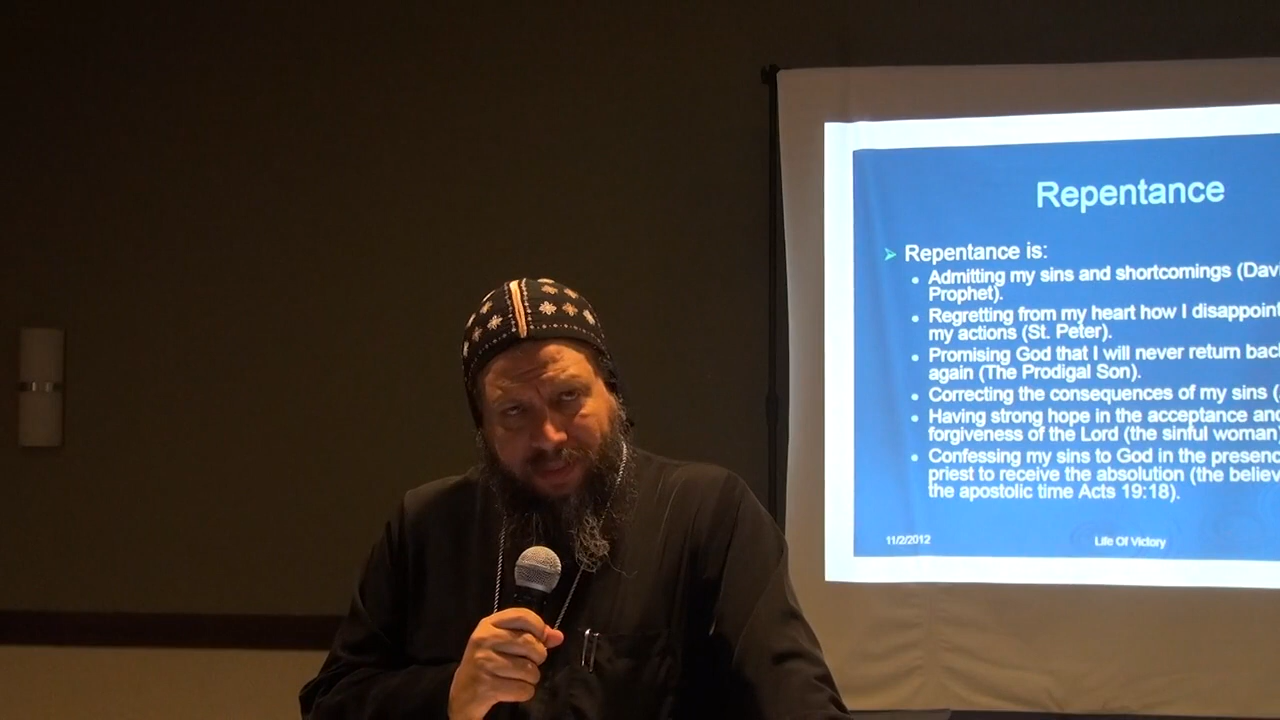 Repentance
Repentance is:
Admitting my sins and shortcomings (Davi
Prophet).
Regretting from my heart how I disappoint
my actions (St. Peter).
Promising God that I will never return back
again (The Prodigal Son).
Correcting the consequences of my sins (
Having strong hope in the acceptance and
forgiveness of the Lord (the sinful woman)
Confessing my sins to God in the presenc
priest to receive the absolution (the believ
the apostolic time Acts 19:18).
11/2/2012 Life Of Victory